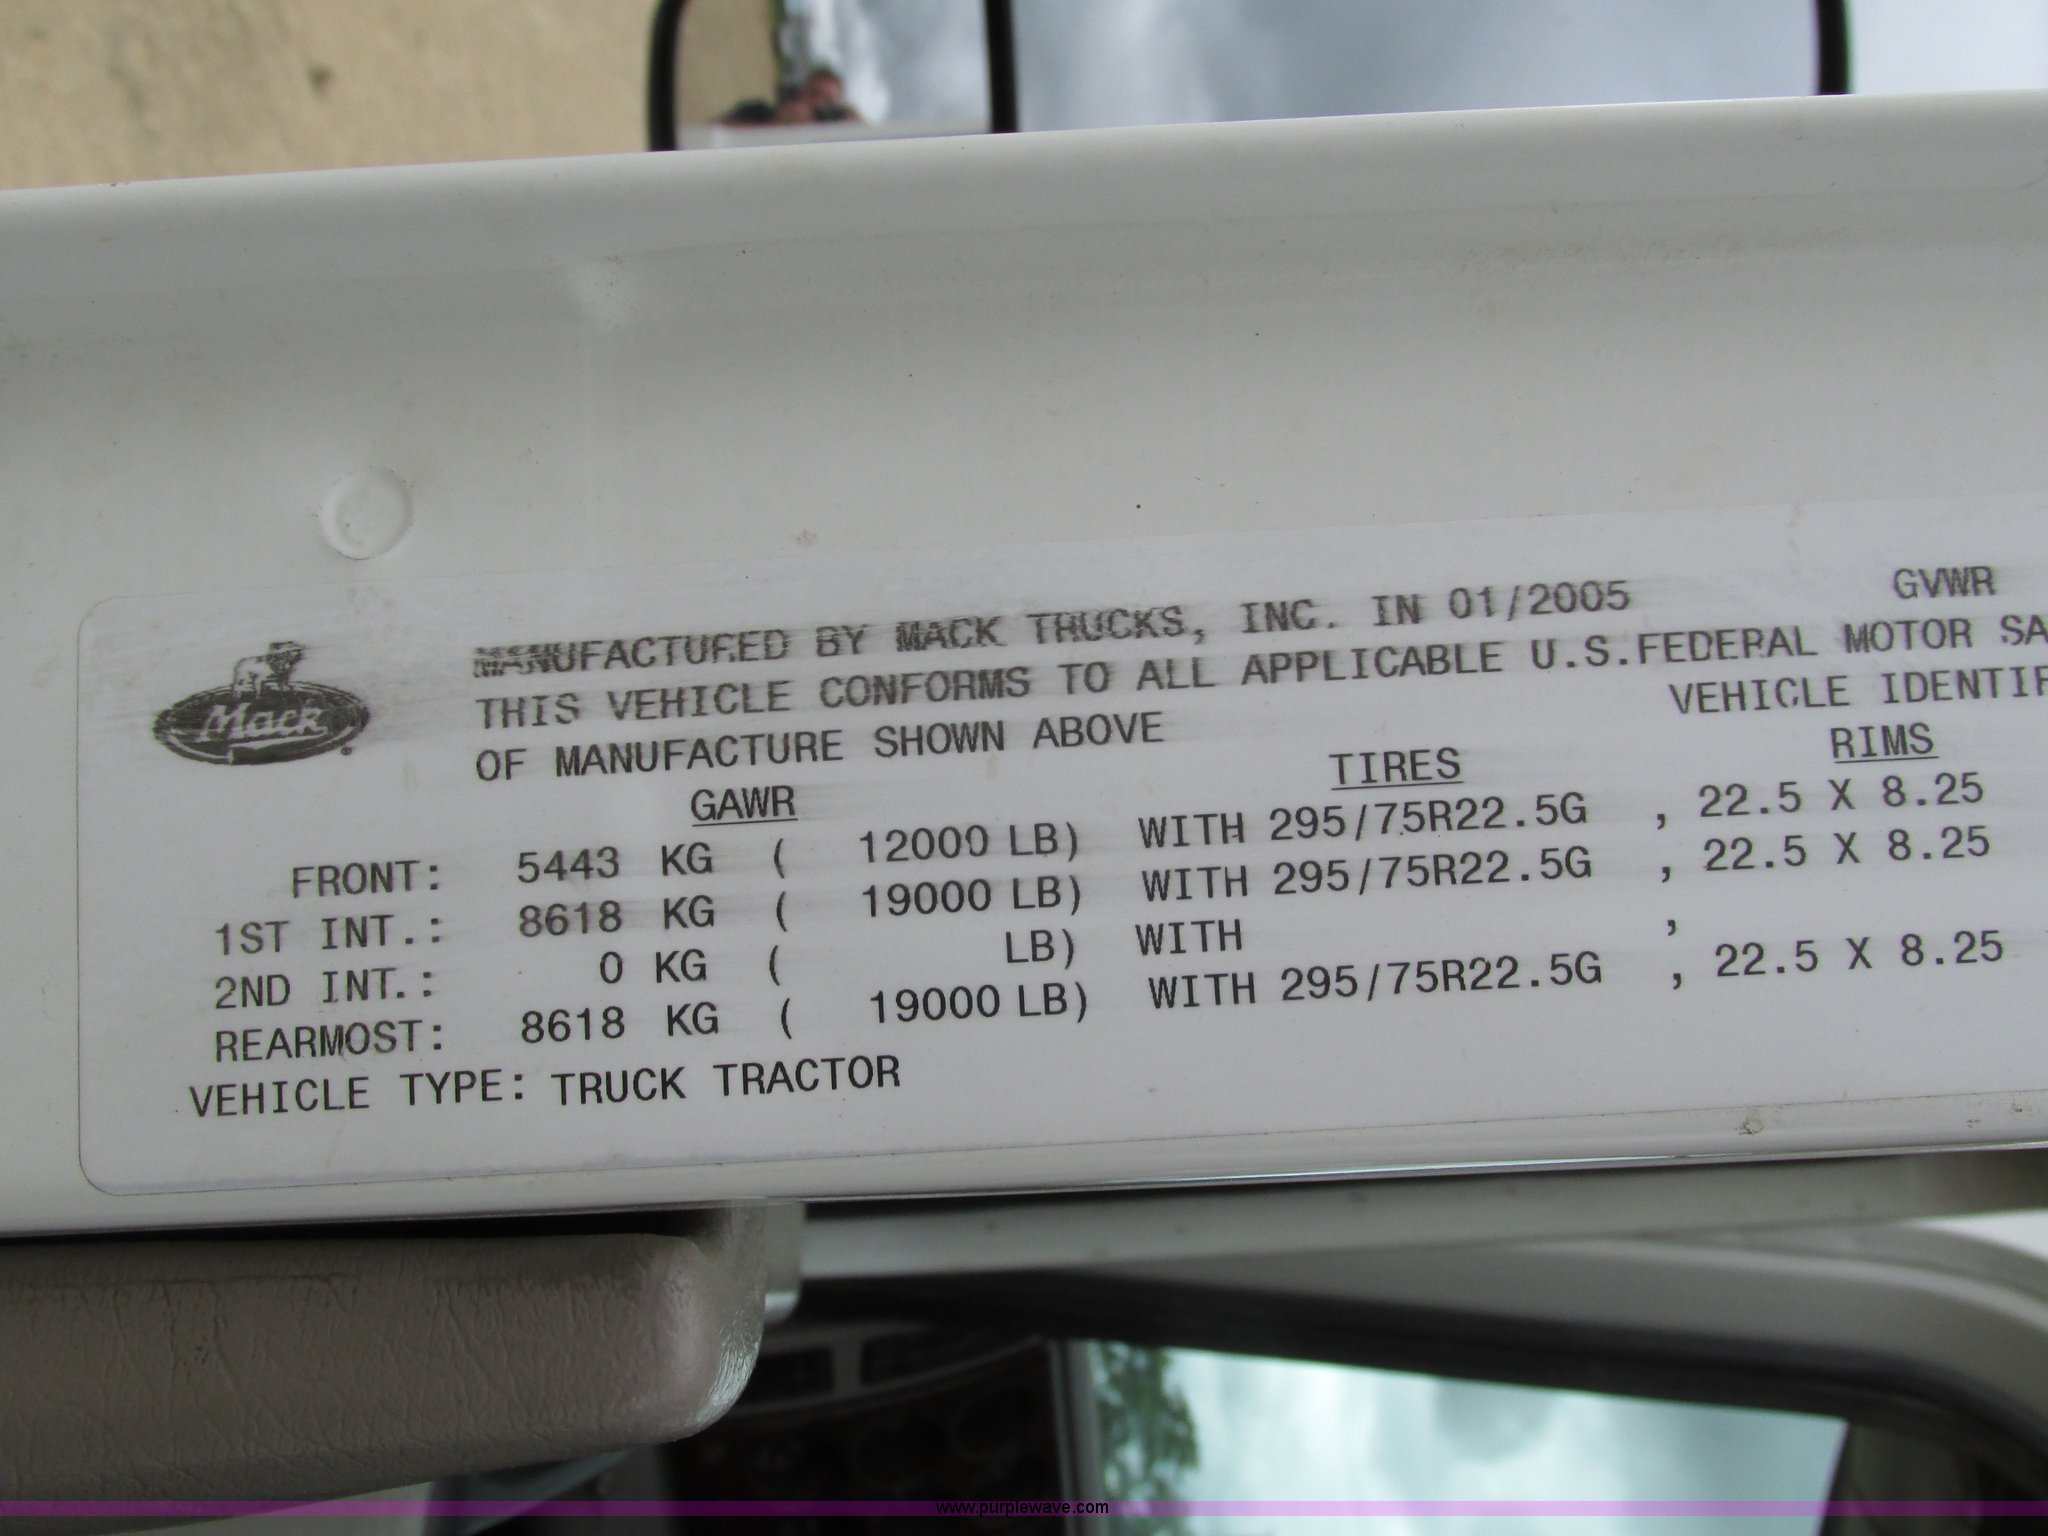 MANUFACTURED BY MACK TRUCKS, INC. IN 01/2005 GVWR
THIS VEHICLE CONFORMS TO ALL APPLICABLE U.S.FEDERAL MOTOR SA
OF MANUFACTURE SHOWN ABOVE VEHICLE IDENTIF
Mack
GAWR TIRES RIMS
FRONT: 5443 KG ( 12000 LB) WITH 295/75R22.5G , 22.5 X 8.25
1ST INT.: 8618 KG ( 19000 LB) WITH 295/75R22.5G , 22.5 X 8.25
2ND INT.: 0 KG ( LB) WITH ,
REARMOST: 8618 KG ( 19000 LB) WITH 295/75R22.5G , 22.5 X 8.25
VEHICLE TYPE: TRUCK TRACTOR
www.purplewave.com